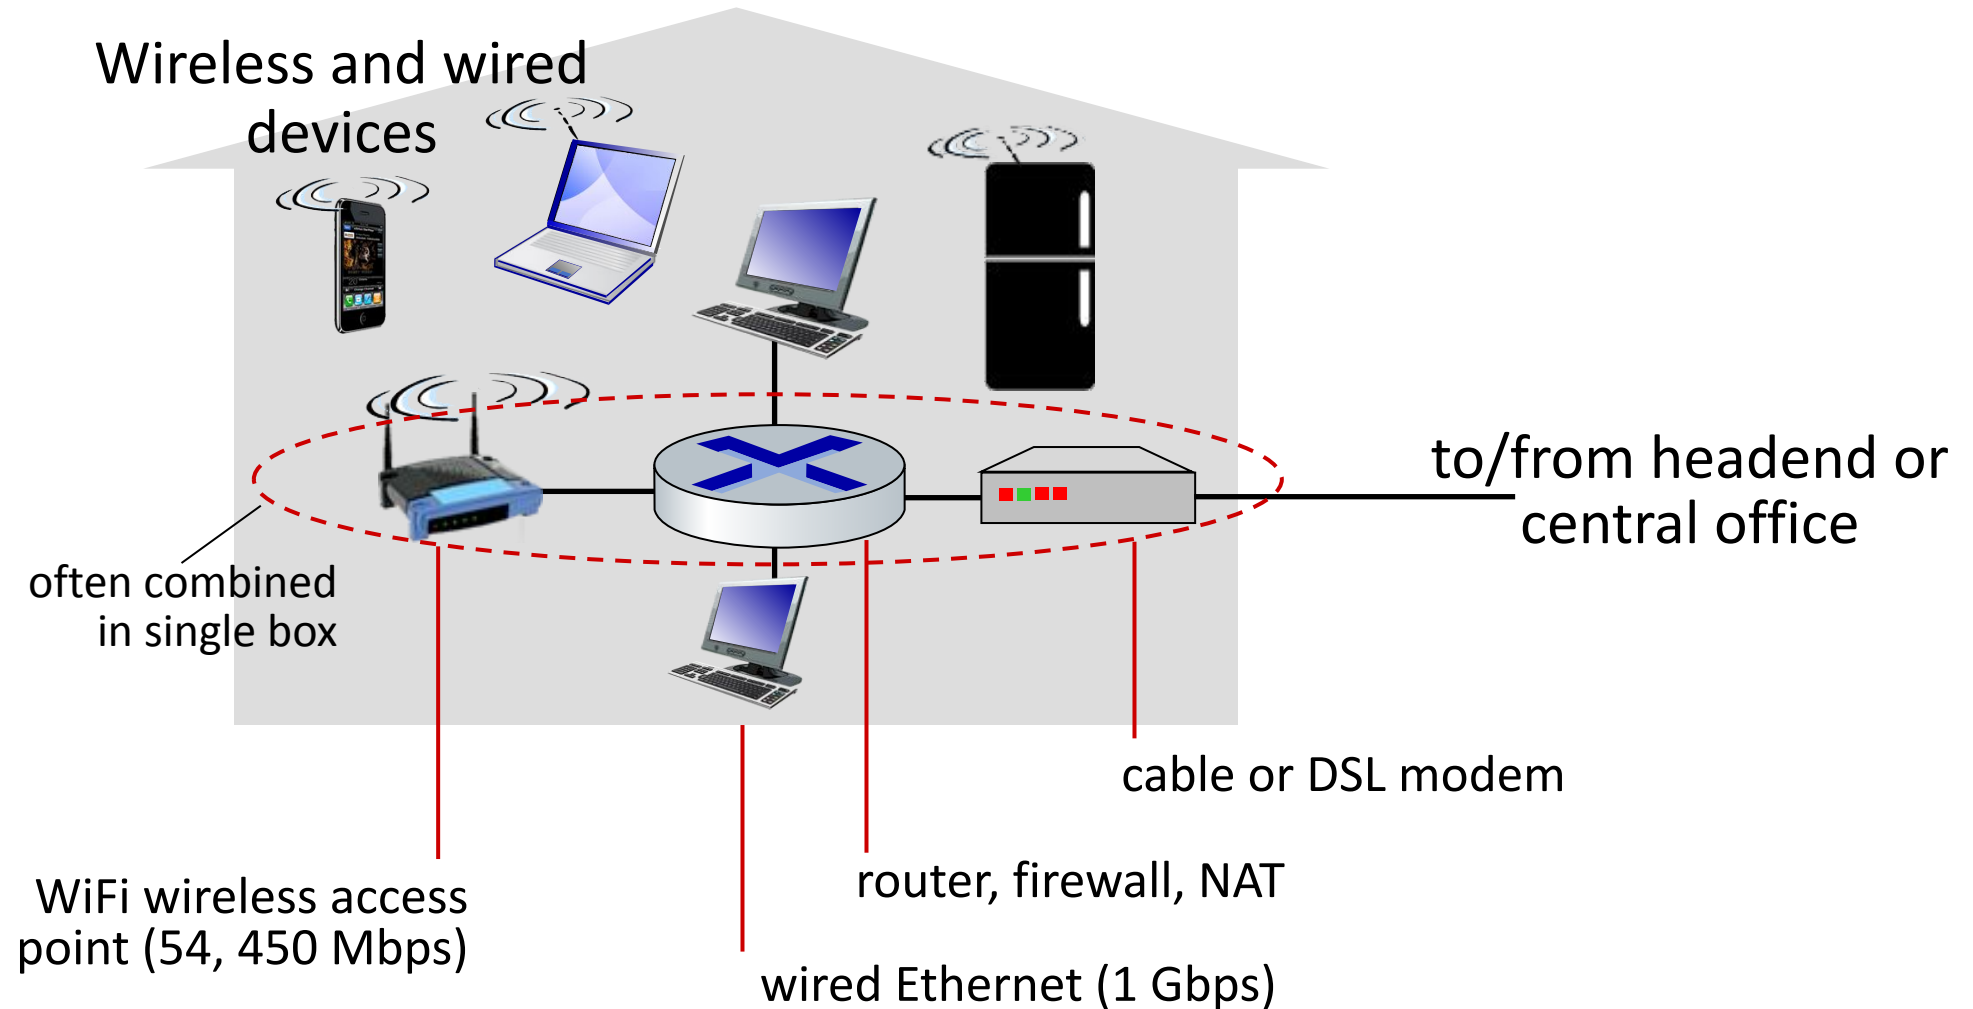 Wireless and wired
devices
to/from headend or
central office
often combined
in single box
cable or DSL modem
router, firewall, NAT
WiFi wireless access
point (54, 450 Mbps)
wired Ethernet (1 Gbps)